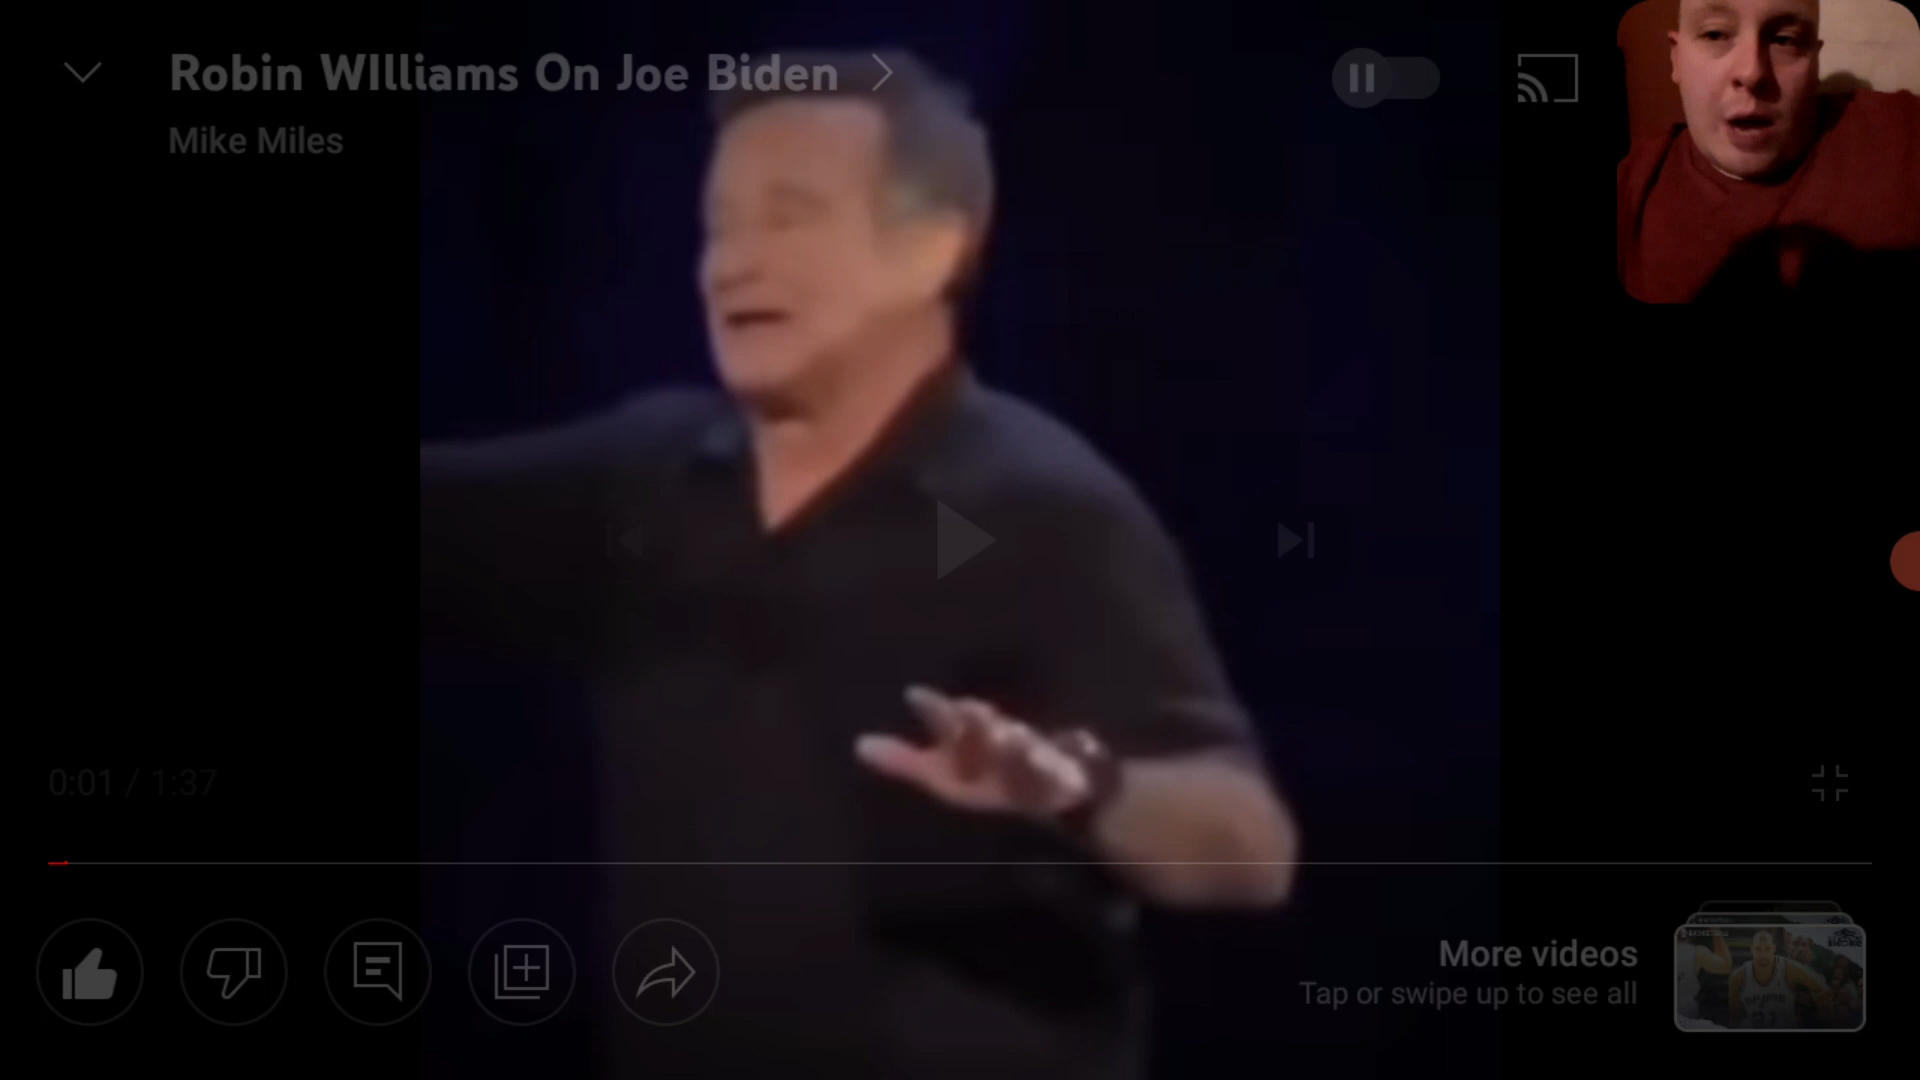 Robin WIlliams On Joe Biden
Mike Miles
0:01 / 1:37
More videos
Tap or swipe up to see all